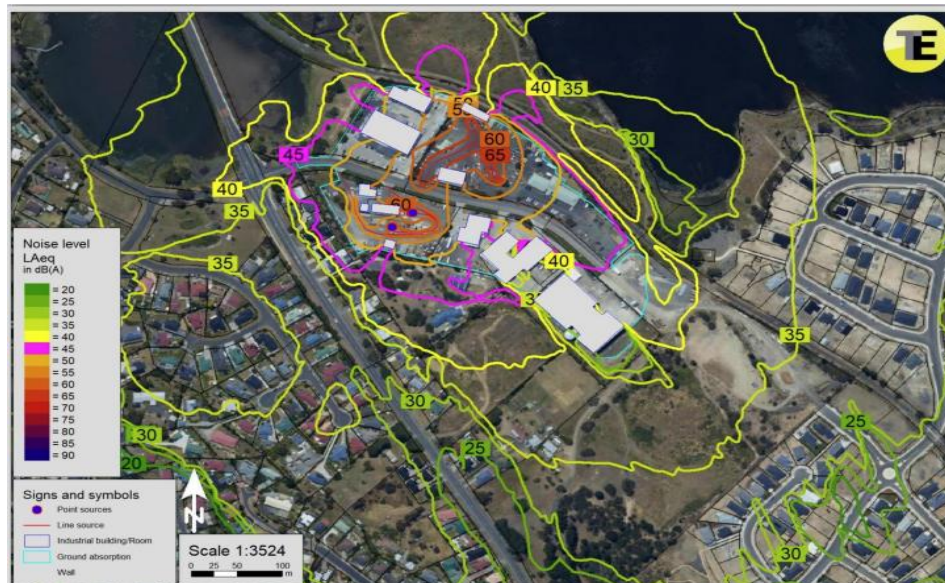 TE
40
35
30
50
55
60
65
45
40
60
35
35
40
35
30
25
25
30
30
20
Noise level
LAeq
in dB(A)
= 20
= 25
= 30
= 35
= 40
= 45
= 50
= 55
= 60
= 65
= 70
= 75
= 80
= 85
= 90
Signs and symbols
Point sources
Line source
Industrial building/Room
Ground absorption
Wall
N
Scale 1:3524
0 25 50 100
m